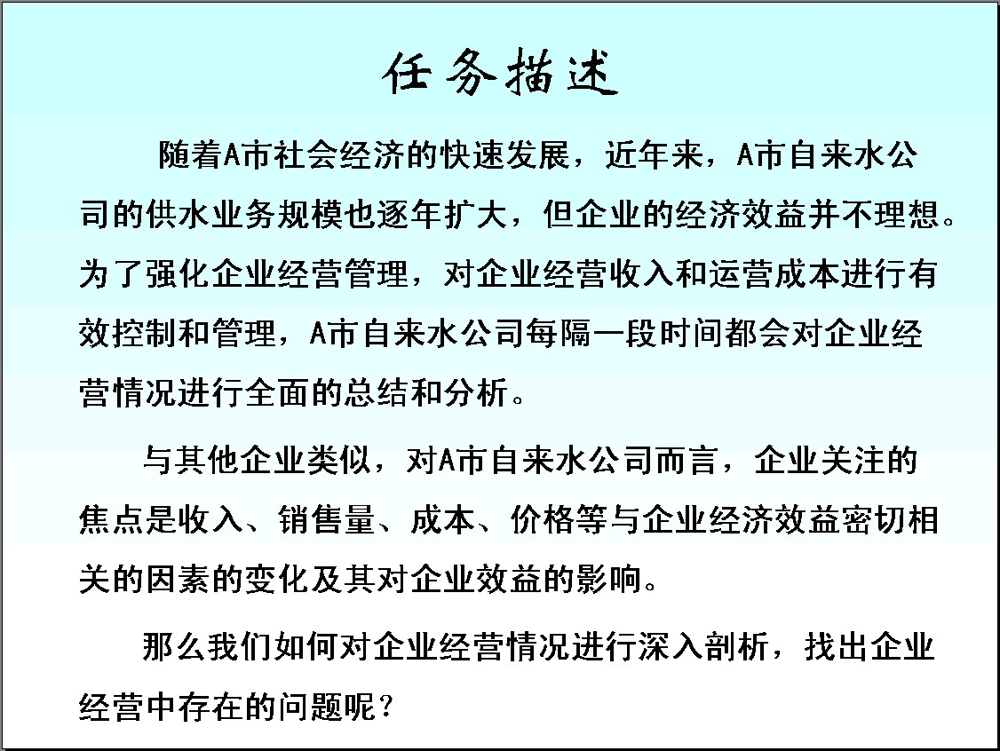 任务描述
随着A市社会经济的快速发展，近年来，A市自来水公
司的供水业务规模也逐年扩大，但企业的经济效益并不理想。
为了强化企业经营管理，对企业经营收入和运营成本进行有
效控制和管理，A市自来水公司每隔一段时间都会对企业经
营情况进行全面的总结和分析。
与其他企业类似，对A市自来水公司而言，企业关注的
焦点是收入、销售量、成本、价格等与企业经济效益密切相
关的因素的变化及其对企业效益的影响。
那么我们如何对企业经营情况进行深入剖析，找出企业
经营中存在的问题呢？